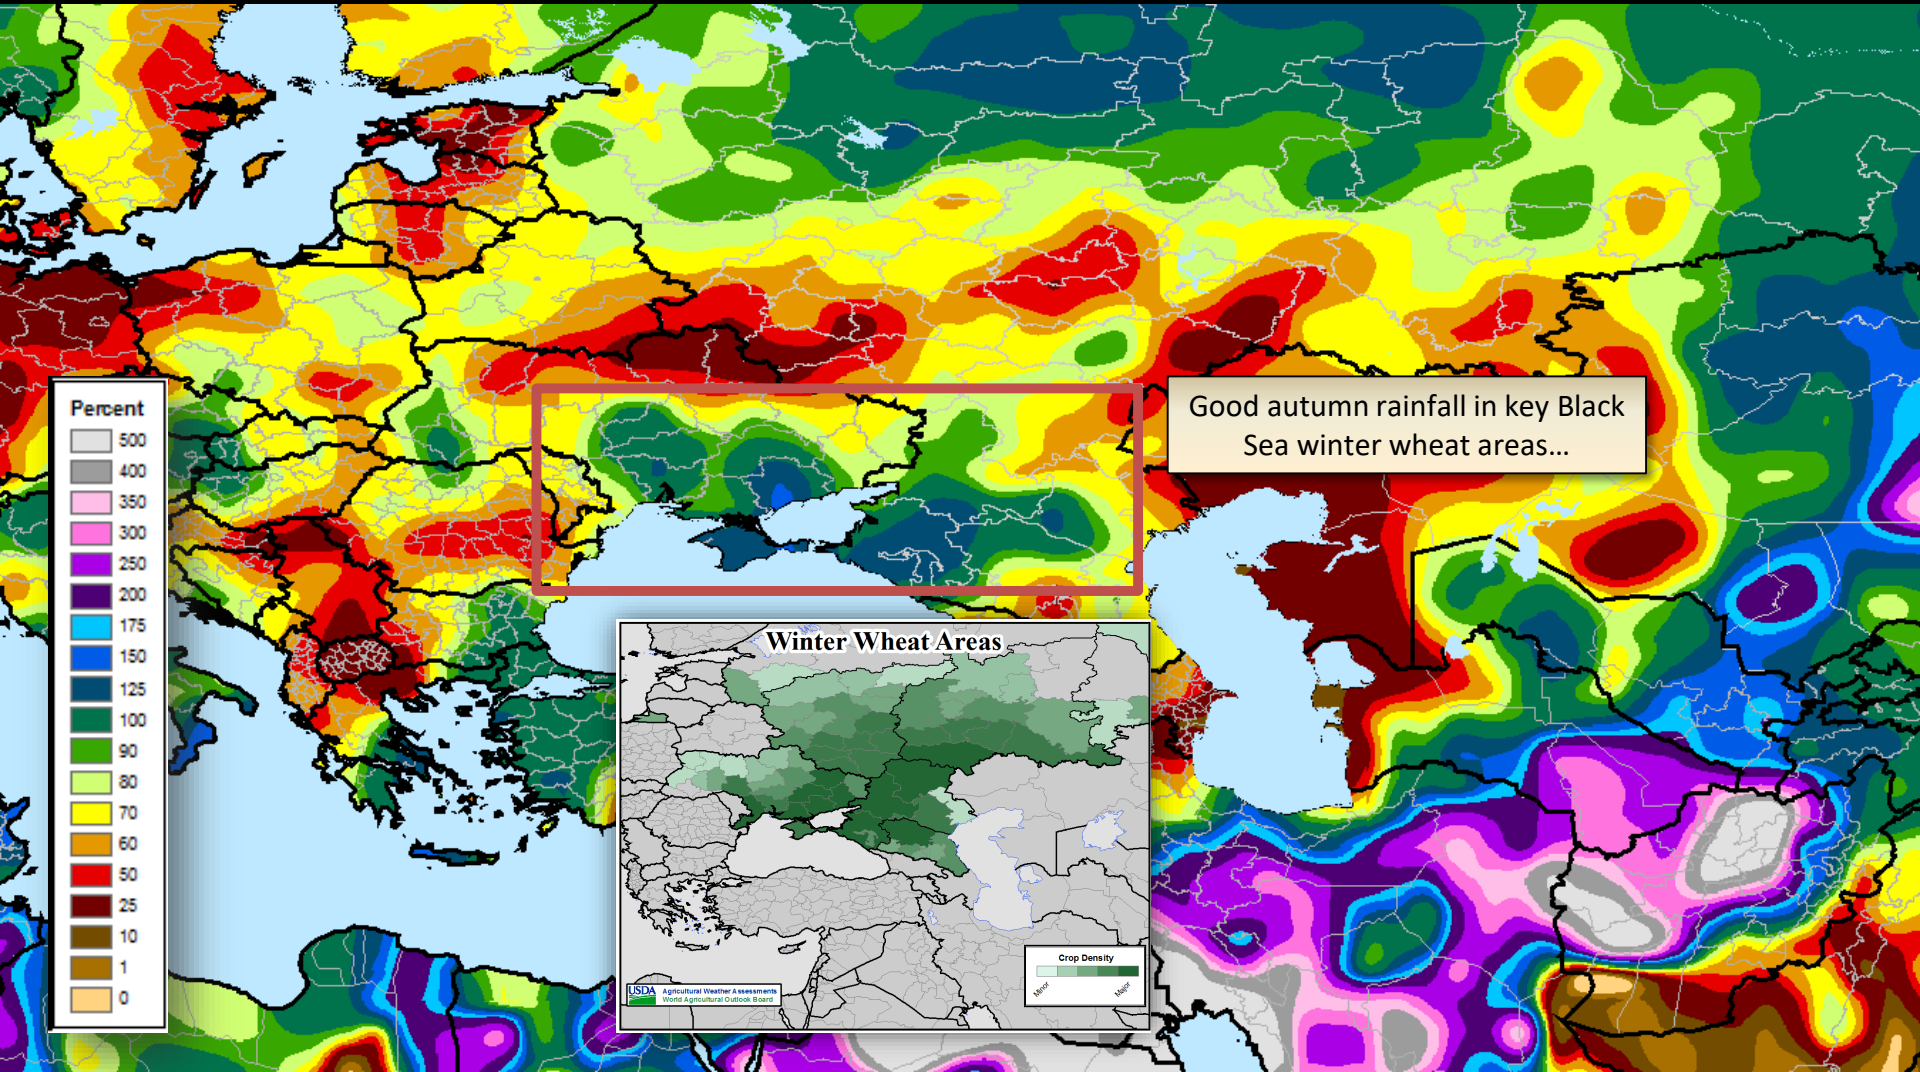 Percent
500
400
350
300
250
200
175
150
125
100
90
80
70
60
50
25
10
1
0
Good autumn rainfall in key Black
Sea winter wheat areas…
Winter Wheat Areas
Crop Density
Minor
Major
USDA
Agricultural Weather Assessments
World Agricultural Outlook Board